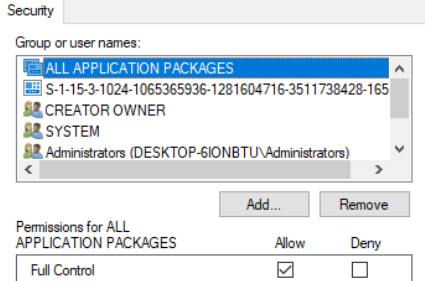 Security
Group or user names:
ALL APPLICATION PACKAGES
S-1-15-3-1024-1065365936-1281604716-3511738428-165
CREATOR OWNER
SYSTEM
Administrators (DESKTOP-6IONBTU\Administrators)
Add... Remove
Permissions for ALL
APPLICATION PACKAGES Allow Deny
Full Control